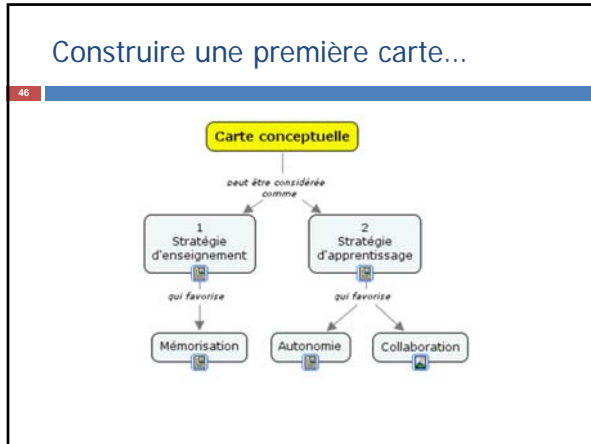 Construire une première carte...
46
Carte conceptuelle
peut être considérée
comme
1
Stratégie
d'enseignement
2
Stratégie
d'apprentissage
qui favorise
qui favorise
Mémorisation
Autonomie
Collaboration